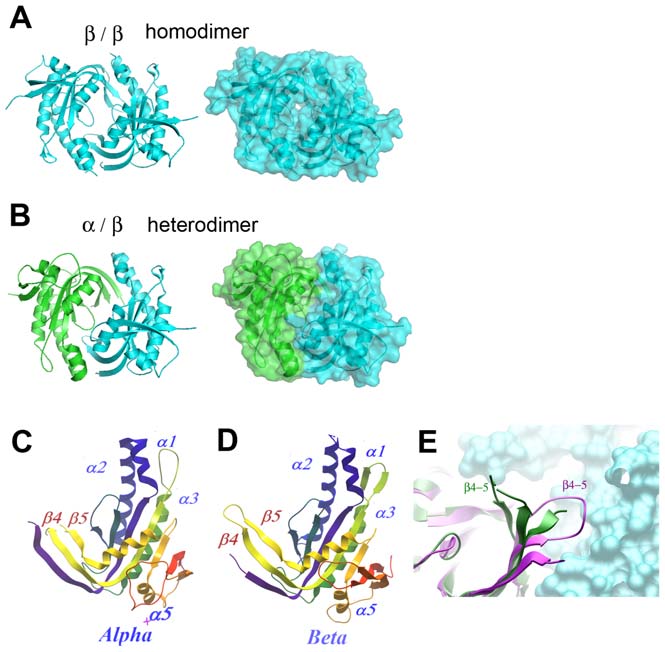 A
β / β homodimer
B
α / β heterodimer
C
D
E
α1
α2
α3
β4 β5
α5
Alpha
α1
α2
α3
β5
β4
α5
Beta
β4–5
β4–5